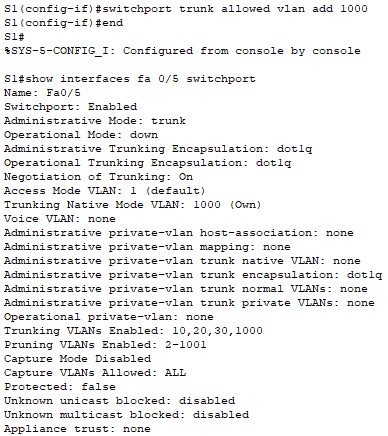 S1(config-if)#switchport trunk allowed vlan add 1000
S1(config-if)#end
S1#
%SYS-5-CONFIG_I: Configured from console by console
S1#show interfaces fa 0/5 switchport
Name: Fa0/5
Switchport: Enabled
Administrative Mode: trunk
Operational Mode: down
Administrative Trunking Encapsulation: dot1q
Operational Trunking Encapsulation: dot1q
Negotiation of Trunking: On
Access Mode VLAN: 1 (default)
Trunking Native Mode VLAN: 1000 (Own)
Voice VLAN: none
Administrative private-vlan host-association: none
Administrative private-vlan mapping: none
Administrative private-vlan trunk native VLAN: none
Administrative private-vlan trunk encapsulation: dot1q
Administrative private-vlan trunk normal VLANs: none
Administrative private-vlan trunk private VLANs: none
Operational private-vlan: none
Trunking VLANs Enabled: 10,20,30,1000
Pruning VLANs Enabled: 2-1001
Capture Mode Disabled
Capture VLANs Allowed: ALL
Protected: false
Unknown unicast blocked: disabled
Unknown multicast blocked: disabled
Appliance trust: none